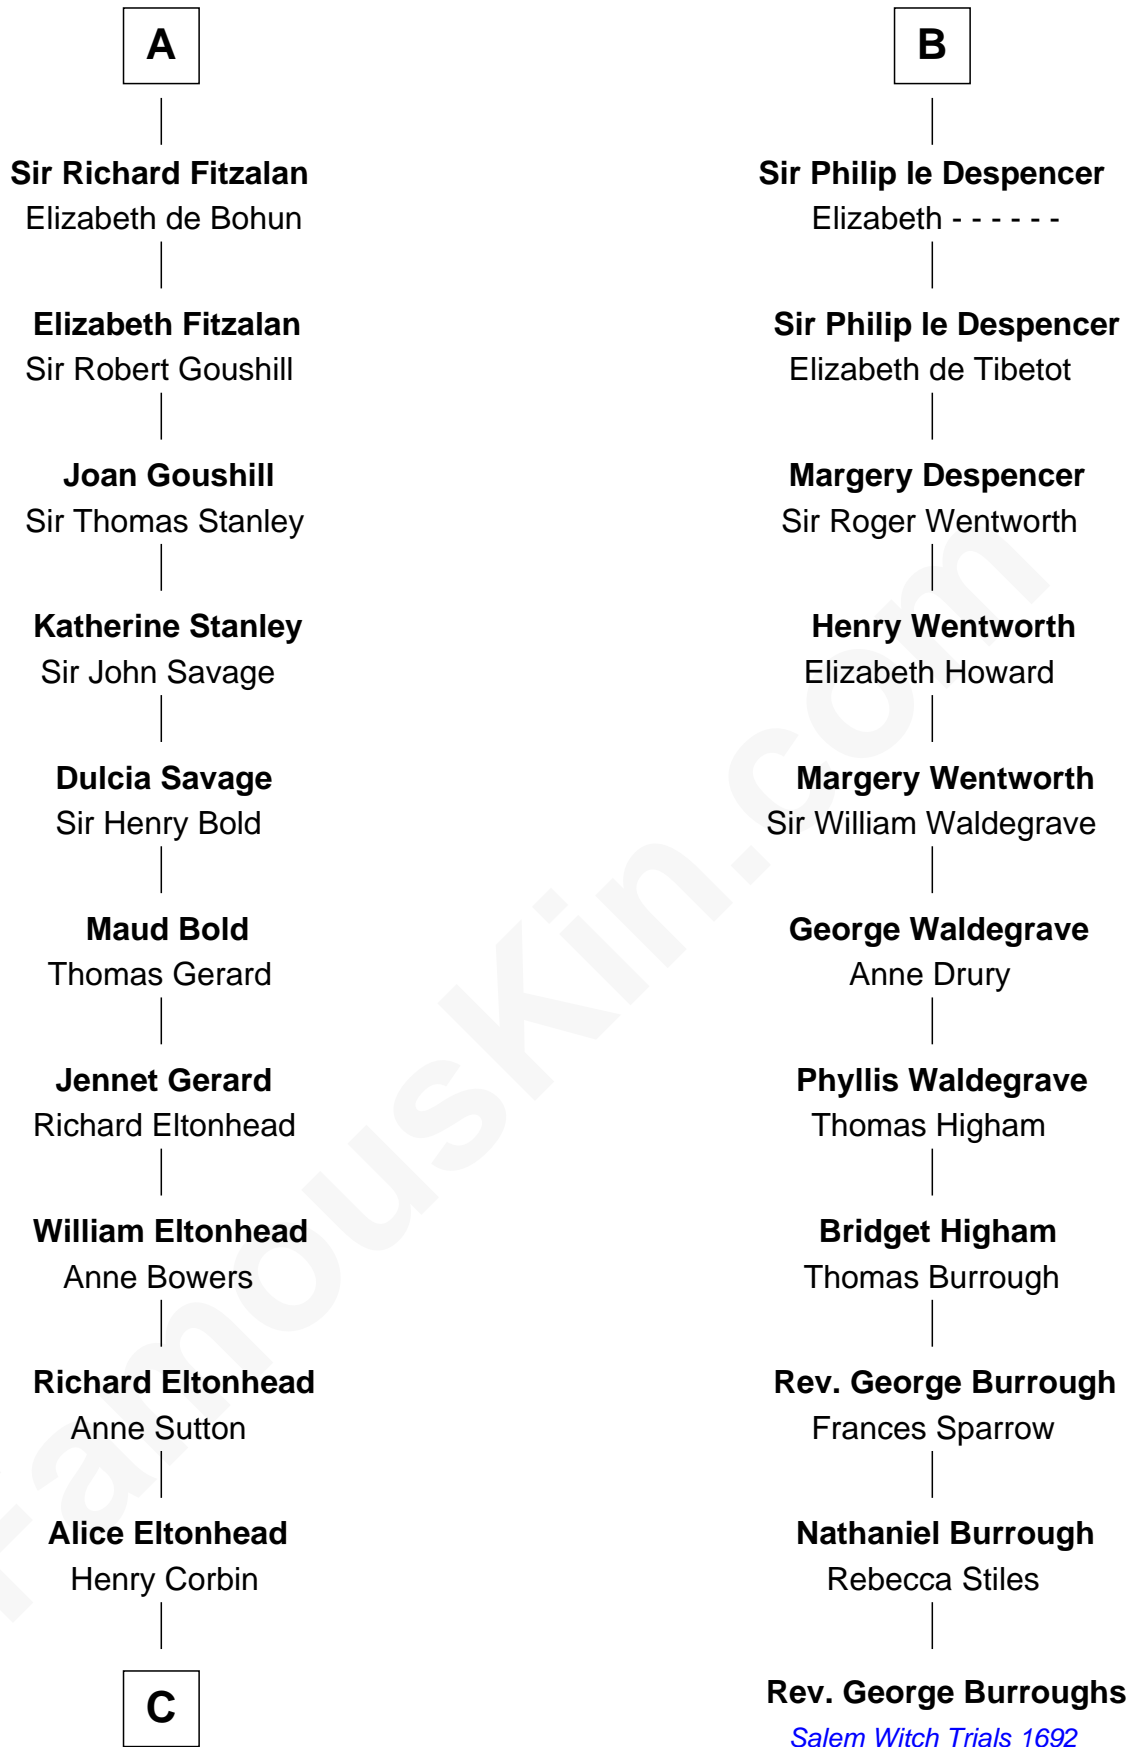 A
Sir Richard Fitzalan
Elizabeth de Bohun
Elizabeth Fitzalan
Sir Robert Goushill
Joan Goushill
Sir Thomas Stanley
Katherine Stanley
Sir John Savage
Dulcia Savage
Sir Henry Bold
Maud Bold
Thomas Gerard
Jennet Gerard
Richard Eltonhead
William Eltonhead
Anne Bowers
Richard Eltonhead
Anne Sutton
Alice Eltonhead
Henry Corbin
C
B
Sir Philip le Despencer
Elizabeth - - - - - -
Sir Philip le Despencer
Elizabeth de Tibetot
Margery Despencer
Sir Roger Wentworth
Henry Wentworth
Elizabeth Howard
Margery Wentworth
Sir William Waldegrave
George Waldegrave
Anne Drury
Phyllis Waldegrave
Thomas Higham
Bridget Higham
Thomas Burrough
Rev. George Burrough
Frances Sparrow
Nathaniel Burrough
Rebecca Stiles
Rev. George Burroughs
Salem Witch Trials 1692
FamousKin.com